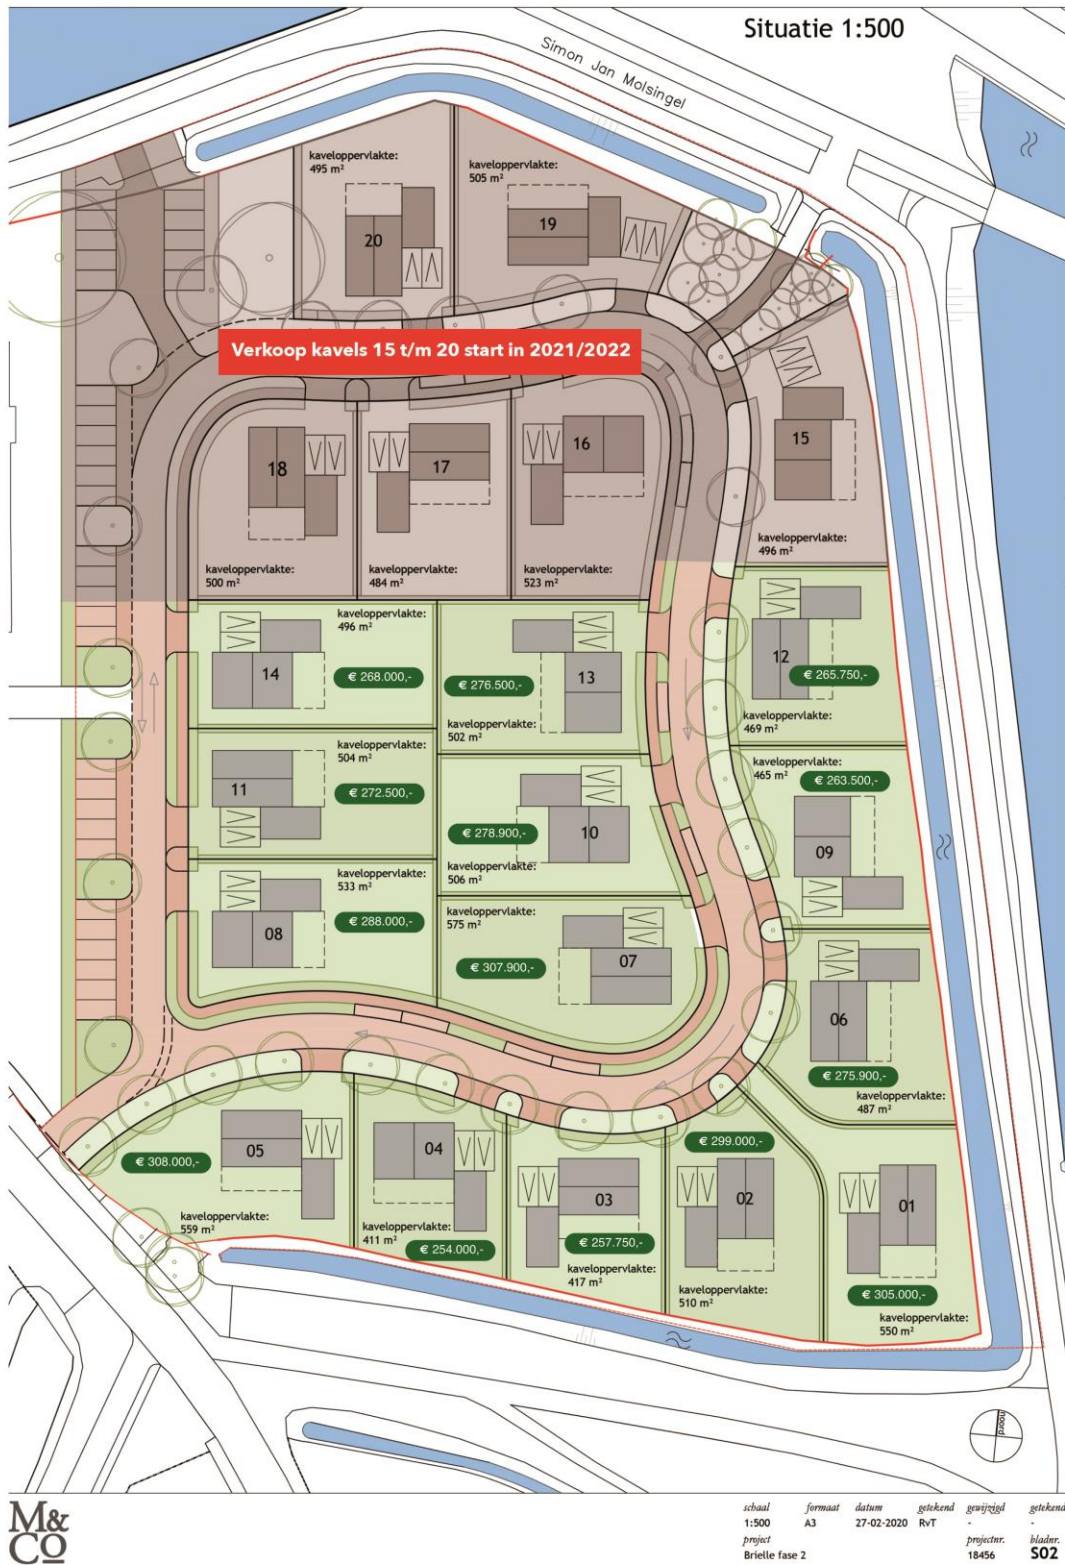 Situatie 1:500
Simon Jan Molsingel
kaveloppervlakte:
495 m²
20
kaveloppervlakte:
505 m²
19
Verkoop kavels 15 t/m 20 start in 2021/2022
18
kaveloppervlakte:
500 m²
17
kaveloppervlakte:
484 m²
16
kaveloppervlakte:
523 m²
15
kaveloppervlakte:
496 m²
kaveloppervlakte:
496 m²
14
€ 268.000,-
13
€ 276.500,-
kaveloppervlakte:
502 m²
12
€ 265.750,-
kaveloppervlakte:
469 m²
kaveloppervlakte:
504 m²
11
€ 272.500,-
10
€ 278.900,-
kaveloppervlakte:
506 m²
kaveloppervlakte:
465 m²
€ 263.500,-
09
kaveloppervlakte:
533 m²
08
€ 288.000,-
kaveloppervlakte:
575 m²
07
€ 307.900,-
06
€ 275.900,-
kaveloppervlakte:
487 m²
05
€ 308.000,-
kaveloppervlakte:
559 m²
04
kaveloppervlakte:
411 m²
€ 254.000,-
03
€ 257.750,-
kaveloppervlakte:
417 m²
€ 299.000,-
02
kaveloppervlakte:
510 m²
01
€ 305.000,-
kaveloppervlakte:
550 m²
noord
M&
CO
schaal formaat datum getekend gewijzigd getekend
1:500 A3 27-02-2020 RvT - -
project projectnr. bladnr.
Brielle fase 2 18456 S02